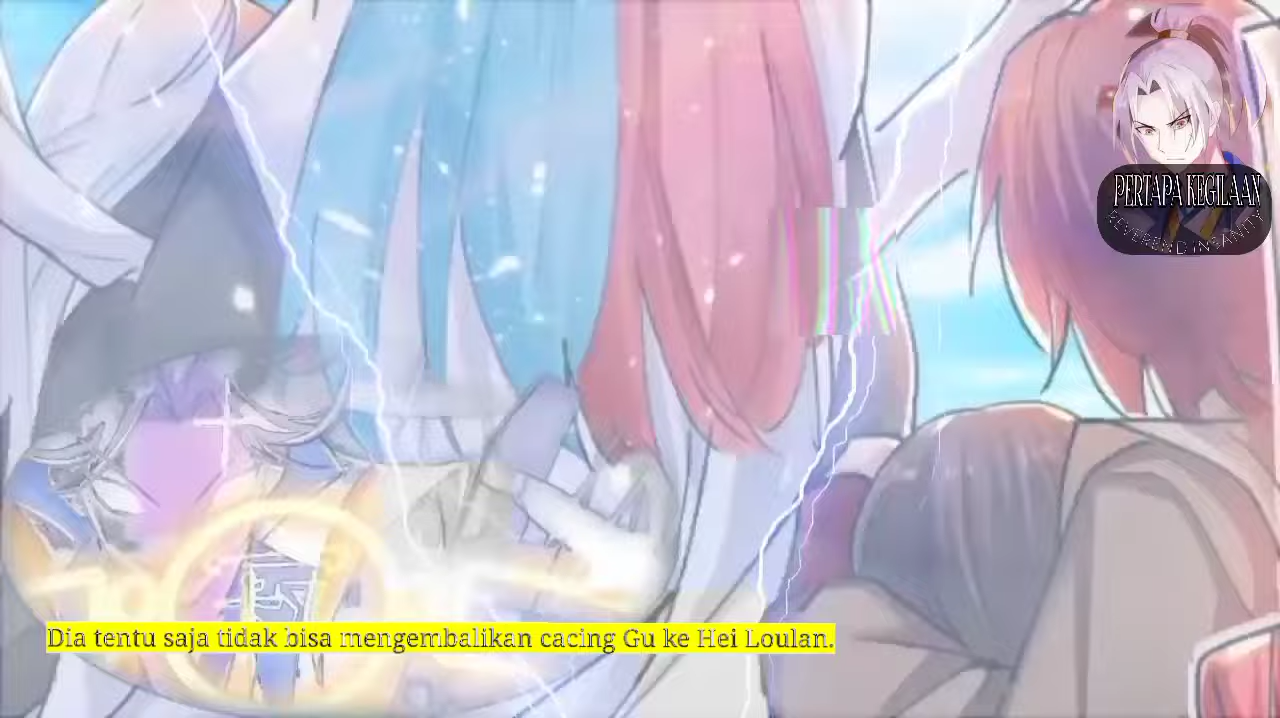 PERTAPA KEGILAAN
REVEREND INSANITY
Dia tentu saja tidak bisa mengembalikan cacing Gu ke Hei Loulan.